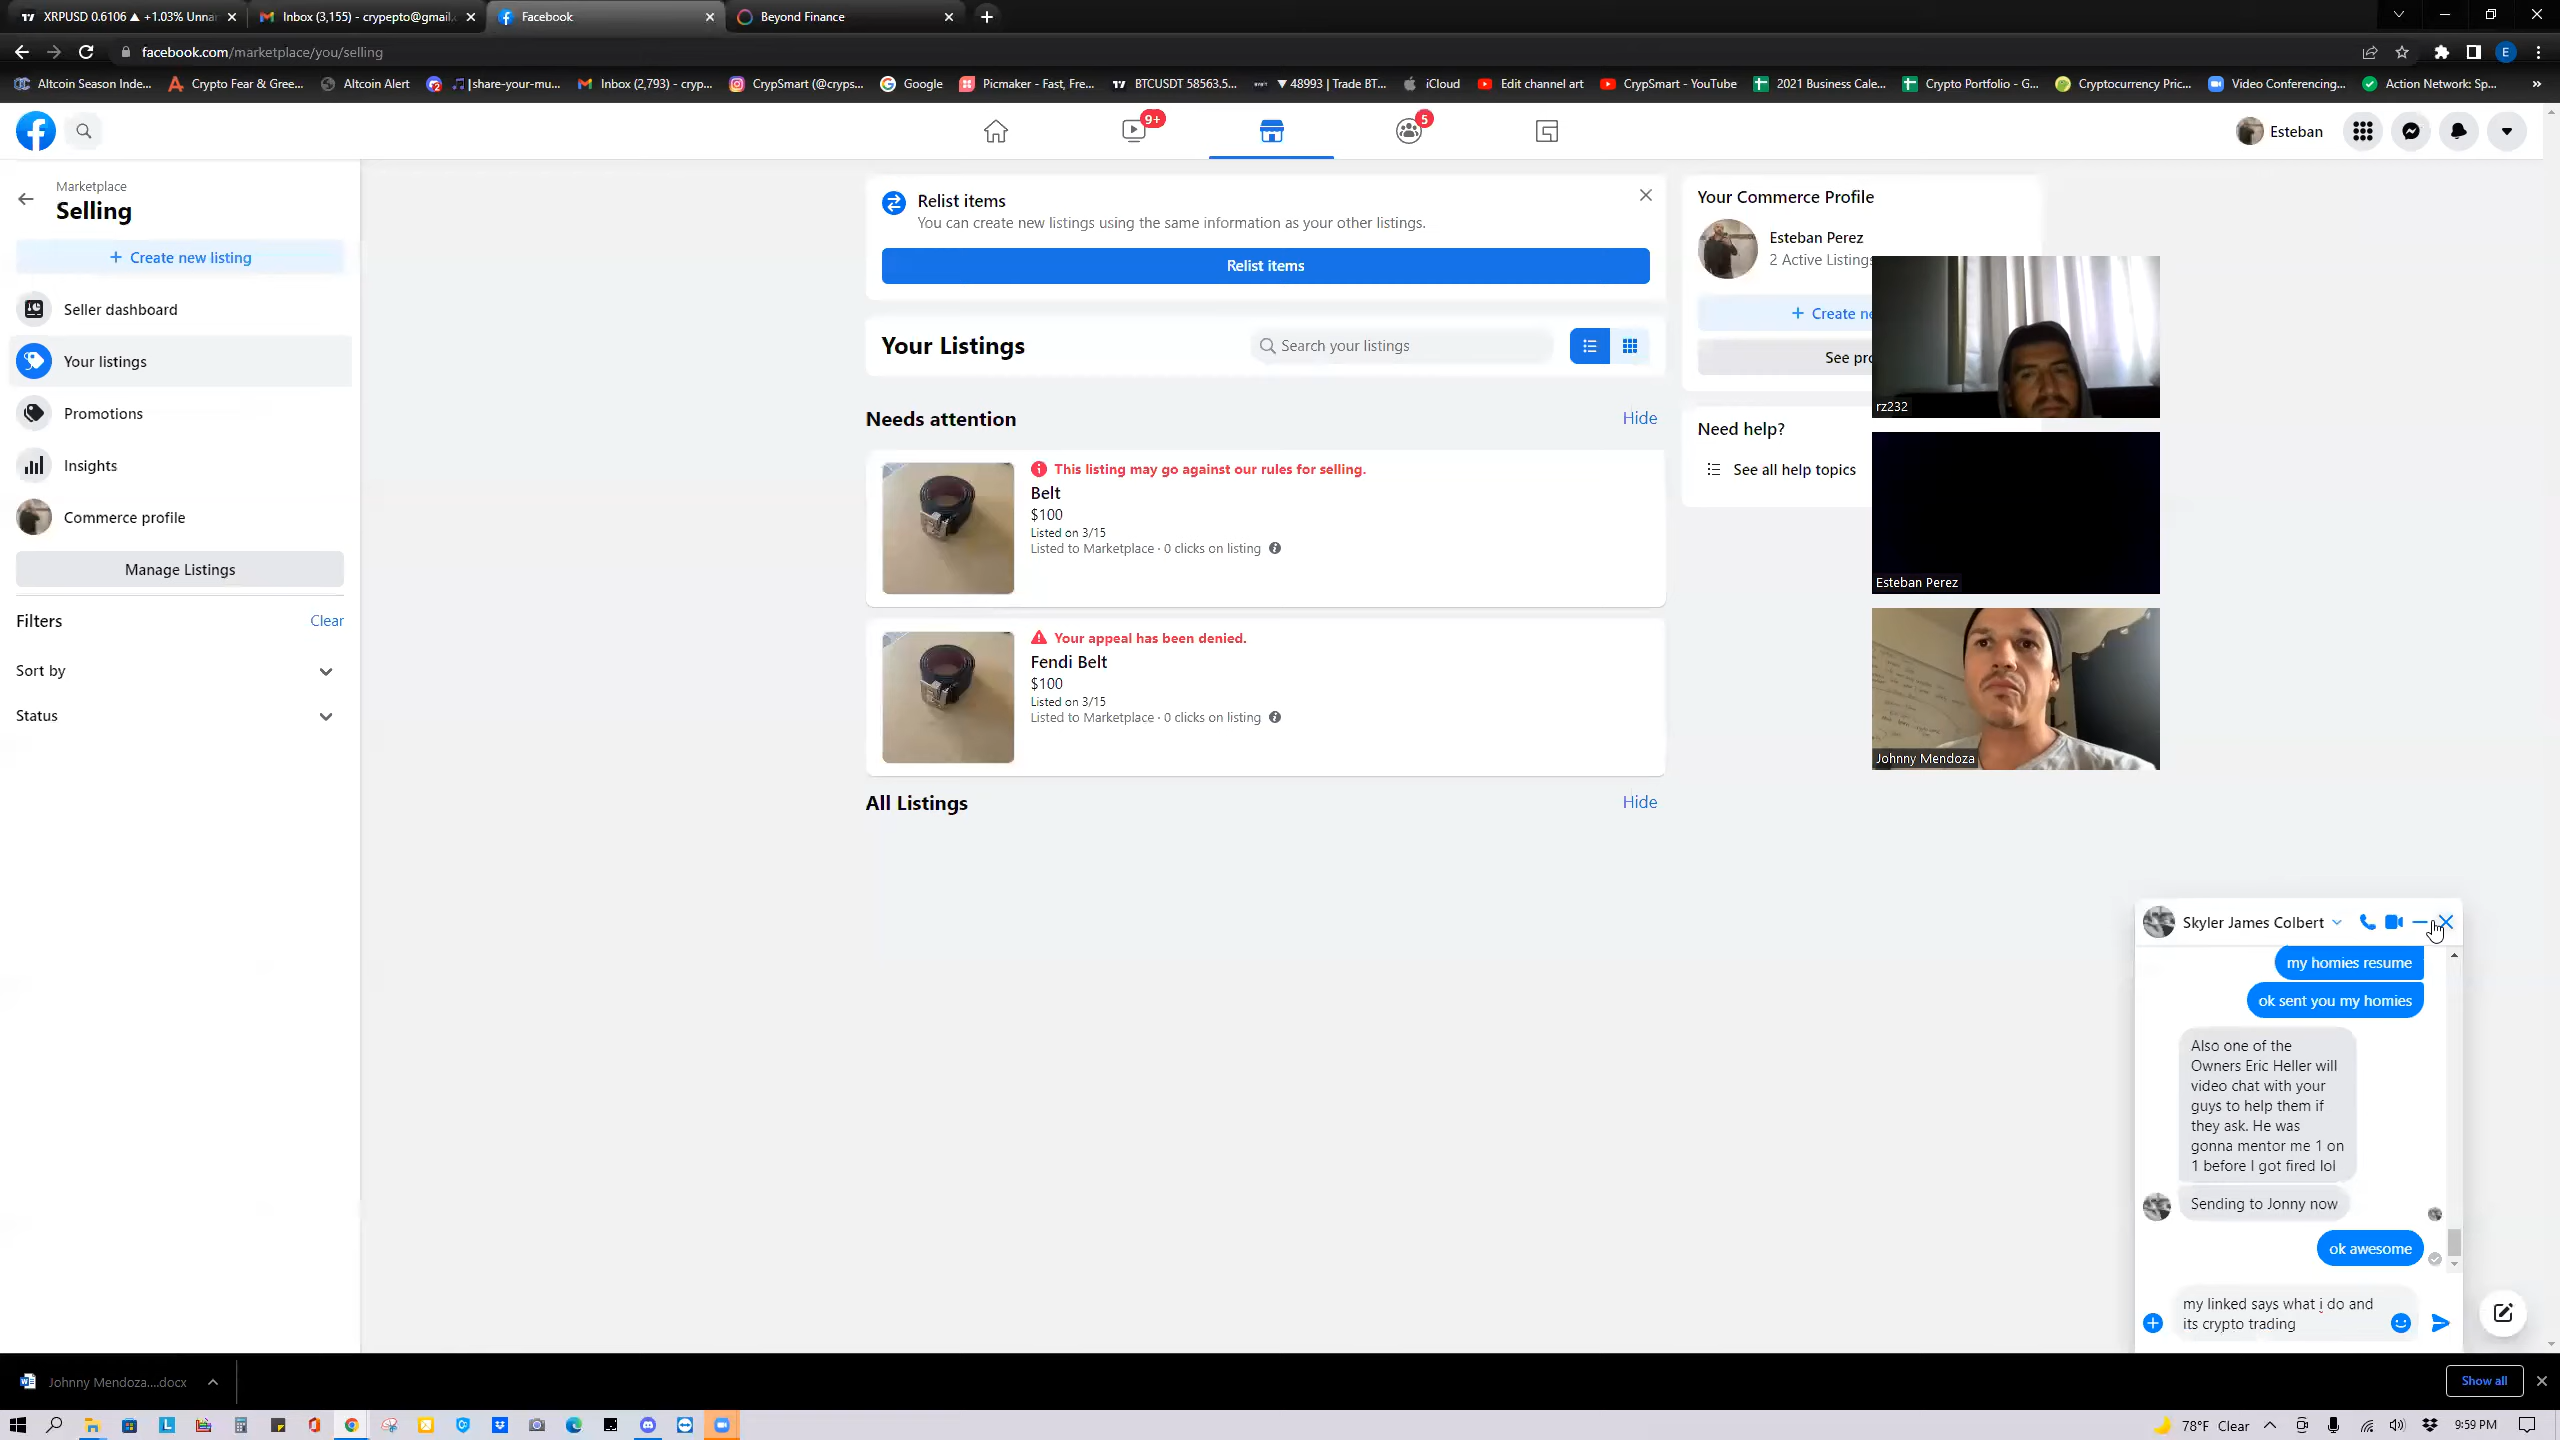 XRPUSD 0.6106 ▲ +1.03% Unnar
Inbox (3,155) - crypepto@gmail.
Facebook
Beyond Finance
facebook.com/marketplace/you/selling
Altcoin Season Inde...
Crypto Fear & Gree...
Altcoin Alert
🎵|share-your-mu...
Inbox (2,793) - cryp...
CrypSmart (@cryps...
Google
Picmaker - Fast, Fre...
BTCUSDT 58563.5...
▼ 48993 | Trade BT...
iCloud
Edit channel art
CrypSmart - YouTube
2021 Business Cale...
Crypto Portfolio - G...
Cryptocurrency Pric...
Video Conferencing...
Action Network: Sp...
9+
5
Esteban
Marketplace
Selling
+ Create new listing
Seller dashboard
Your listings
Promotions
Insights
Commerce profile
Manage Listings
Filters
Clear
Sort by
Status
Relist items
You can create new listings using the same information as your other listings.
Relist items
Your Listings
Search your listings
Needs attention
Hide
This listing may go against our rules for selling.
Belt
$100
Listed on 3/15
Listed to Marketplace · 0 clicks on listing
Your appeal has been denied.
Fendi Belt
$100
Listed on 3/15
Listed to Marketplace · 0 clicks on listing
All Listings
Hide
Your Commerce Profile
Esteban Perez
2 Active Listings
+ Create ne
See pro
Need help?
See all help topics
rz232
Esteban Perez
Johnny Mendoza
Skyler James Colbert
my homies resume
ok sent you my homies
Also one of the
Owners Eric Heller will
video chat with your
guys to help them if
they ask. He was
gonna mentor me 1 on
1 before I got fired lol
Sending to Jonny now
ok awesome
my linked says what i do and
its crypto trading
Johnny Mendoza....docx
Show all
78°F Clear
9:59 PM